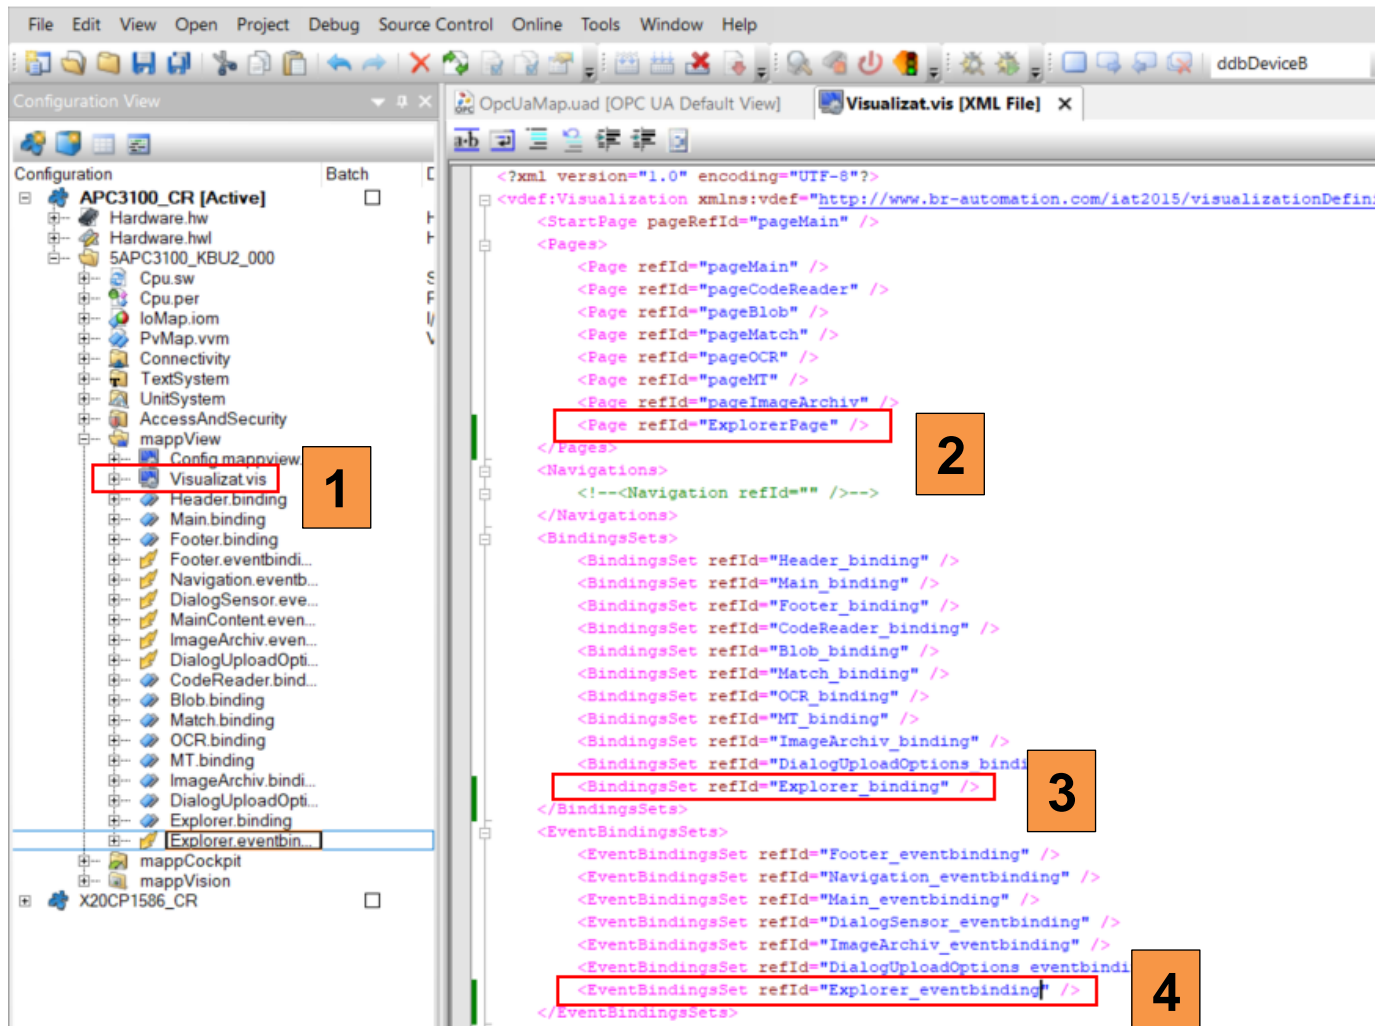 File Edit View Open Project Debug Source Control Online Tools Window Help
ddbDeviceB
Configuration View
OpcUaMap.uad [OPC UA Default View]
Visualizat.vis [XML File]
Configuration Batch
APC3100_CR [Active]
Hardware.hw
Hardware.hwl
5APC3100_KBU2_000
Cpu.sw
Cpu.per
IoMap.iom
PvMap.vvm
Connectivity
TextSystem
UnitSystem
AccessAndSecurity
mappView
Config.mappview.
Visualizat.vis
Header.binding
Main.binding
Footer.binding
Footer.eventbindi...
Navigation.eventb...
DialogSensor.eve...
MainContent.even...
ImageArchiv.even...
DialogUploadOpti...
CodeReader.bind...
Blob.binding
Match.binding
OCR.binding
MT.binding
ImageArchiv.bindi...
DialogUploadOpti...
Explorer.binding
Explorer.eventbin...
mappCockpit
mappVision
X20CP1586_CR
1
<?xml version="1.0" encoding="UTF-8"?>
<vdef:Visualization xmlns:vdef="http://www.br-automation.com/iat2015/visualizationDefini
<StartPage pageRefId="pageMain" />
<Pages>
<Page refId="pageMain" />
<Page refId="pageCodeReader" />
<Page refId="pageBlob" />
<Page refId="pageMatch" />
<Page refId="pageOCR" />
<Page refId="pageMT" />
<Page refId="pageImageArchiv" />
<Page refId="ExplorerPage" />
</Pages>
2
<Navigations>
<!--<Navigation refId="" />-->
</Navigations>
<BindingsSets>
<BindingsSet refId="Header_binding" />
<BindingsSet refId="Main_binding" />
<BindingsSet refId="Footer_binding" />
<BindingsSet refId="CodeReader_binding" />
<BindingsSet refId="Blob_binding" />
<BindingsSet refId="Match_binding" />
<BindingsSet refId="OCR_binding" />
<BindingsSet refId="MT_binding" />
<BindingsSet refId="ImageArchiv_binding" />
<BindingsSet refId="DialogUploadOptions_bindi
<BindingsSet refId="Explorer_binding" />
3
</BindingsSets>
<EventBindingsSets>
<EventBindingsSet refId="Footer_eventbinding" />
<EventBindingsSet refId="Navigation_eventbinding" />
<EventBindingsSet refId="Main_eventbinding" />
<EventBindingsSet refId="DialogSensor_eventbinding" />
<EventBindingsSet refId="ImageArchiv_eventbinding" />
<EventBindingsSet refId="DialogUploadOptions_eventbindi
<EventBindingsSet refId="Explorer_eventbinding" />
4
</EventBindingsSets>